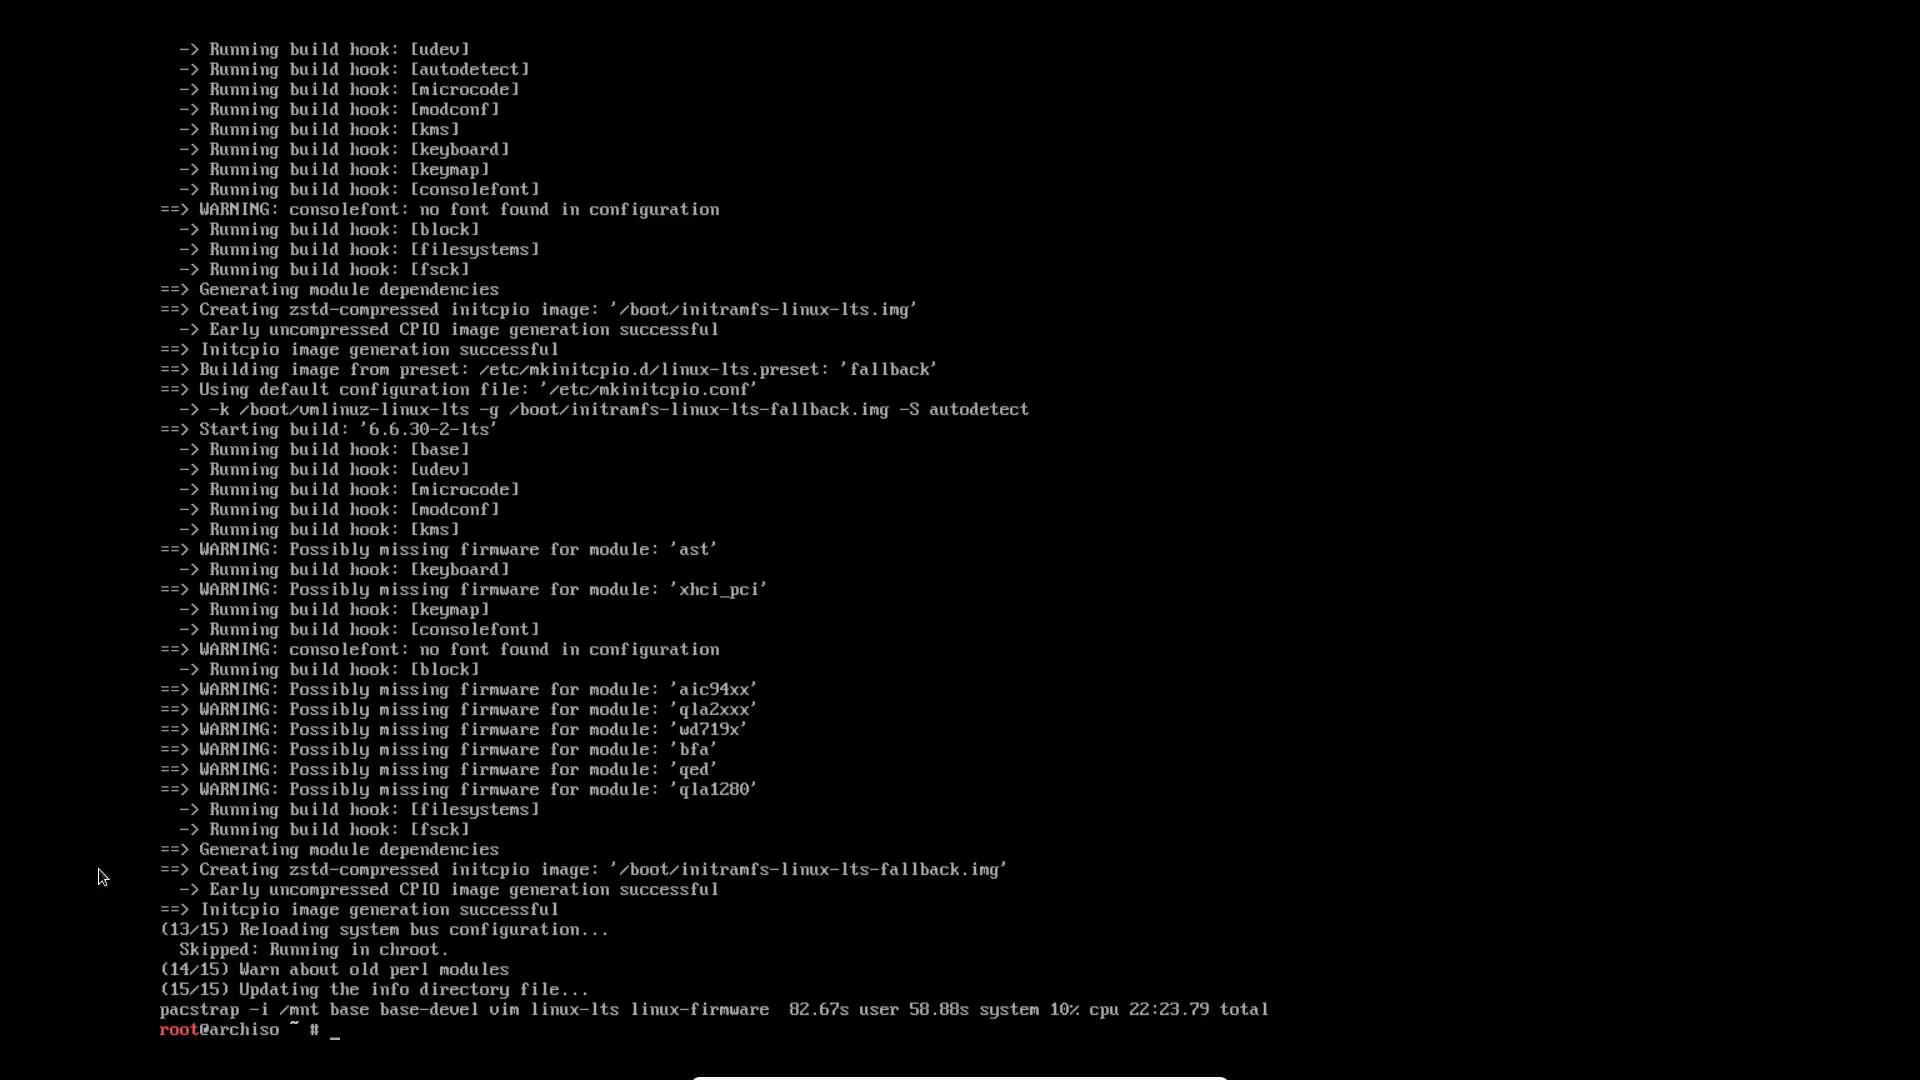 -> Running build hook: [udev]
-> Running build hook: [autodetect]
-> Running build hook: [microcode]
-> Running build hook: [modconf]
-> Running build hook: [kms]
-> Running build hook: [keyboard]
-> Running build hook: [keymap]
-> Running build hook: [consolefont]
==> WARNING: consolefont: no font found in configuration
-> Running build hook: [block]
-> Running build hook: [filesystems]
-> Running build hook: [fsck]
==> Generating module dependencies
==> Creating zstd-compressed initcpio image: '/boot/initramfs-linux-lts.img'
-> Early uncompressed CPIO image generation successful
==> Initcpio image generation successful
==> Building image from preset: /etc/mkinitcpio.d/linux-lts.preset: 'fallback'
==> Using default configuration file: '/etc/mkinitcpio.conf'
-> -k /boot/vmlinuz-linux-lts -g /boot/initramfs-linux-lts-fallback.img -S autodetect
==> Starting build: '6.6.30-2-lts'
-> Running build hook: [base]
-> Running build hook: [udev]
-> Running build hook: [microcode]
-> Running build hook: [modconf]
-> Running build hook: [kms]
==> WARNING: Possibly missing firmware for module: 'ast'
-> Running build hook: [keyboard]
==> WARNING: Possibly missing firmware for module: 'xhci_pci'
-> Running build hook: [keymap]
-> Running build hook: [consolefont]
==> WARNING: consolefont: no font found in configuration
-> Running build hook: [block]
==> WARNING: Possibly missing firmware for module: 'aic94xx'
==> WARNING: Possibly missing firmware for module: 'qla2xxx'
==> WARNING: Possibly missing firmware for module: 'wd719x'
==> WARNING: Possibly missing firmware for module: 'bfa'
==> WARNING: Possibly missing firmware for module: 'qed'
==> WARNING: Possibly missing firmware for module: 'qla1280'
-> Running build hook: [filesystems]
-> Running build hook: [fsck]
==> Generating module dependencies
==> Creating zstd-compressed initcpio image: '/boot/initramfs-linux-lts-fallback.img'
-> Early uncompressed CPIO image generation successful
==> Initcpio image generation successful
(13/15) Reloading system bus configuration...
Skipped: Running in chroot.
(14/15) Warn about old perl modules
(15/15) Updating the info directory file...
pacstrap -i /mnt base base-devel vim linux-lts linux-firmware  82.67s user 58.88s system 10% cpu 22:23.79 total
root@archiso ~ # _